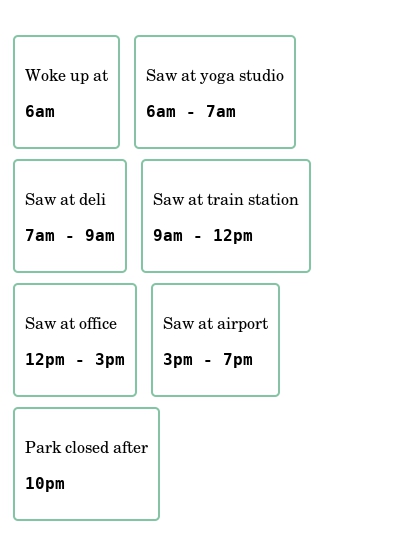 Woke up at
6am
Saw at yoga studio
6am - 7am
Saw at deli
7am - 9am
Saw at train station
9am - 12pm
Saw at office
12pm - 3pm
Saw at airport
3pm - 7pm
Park closed after
10pm